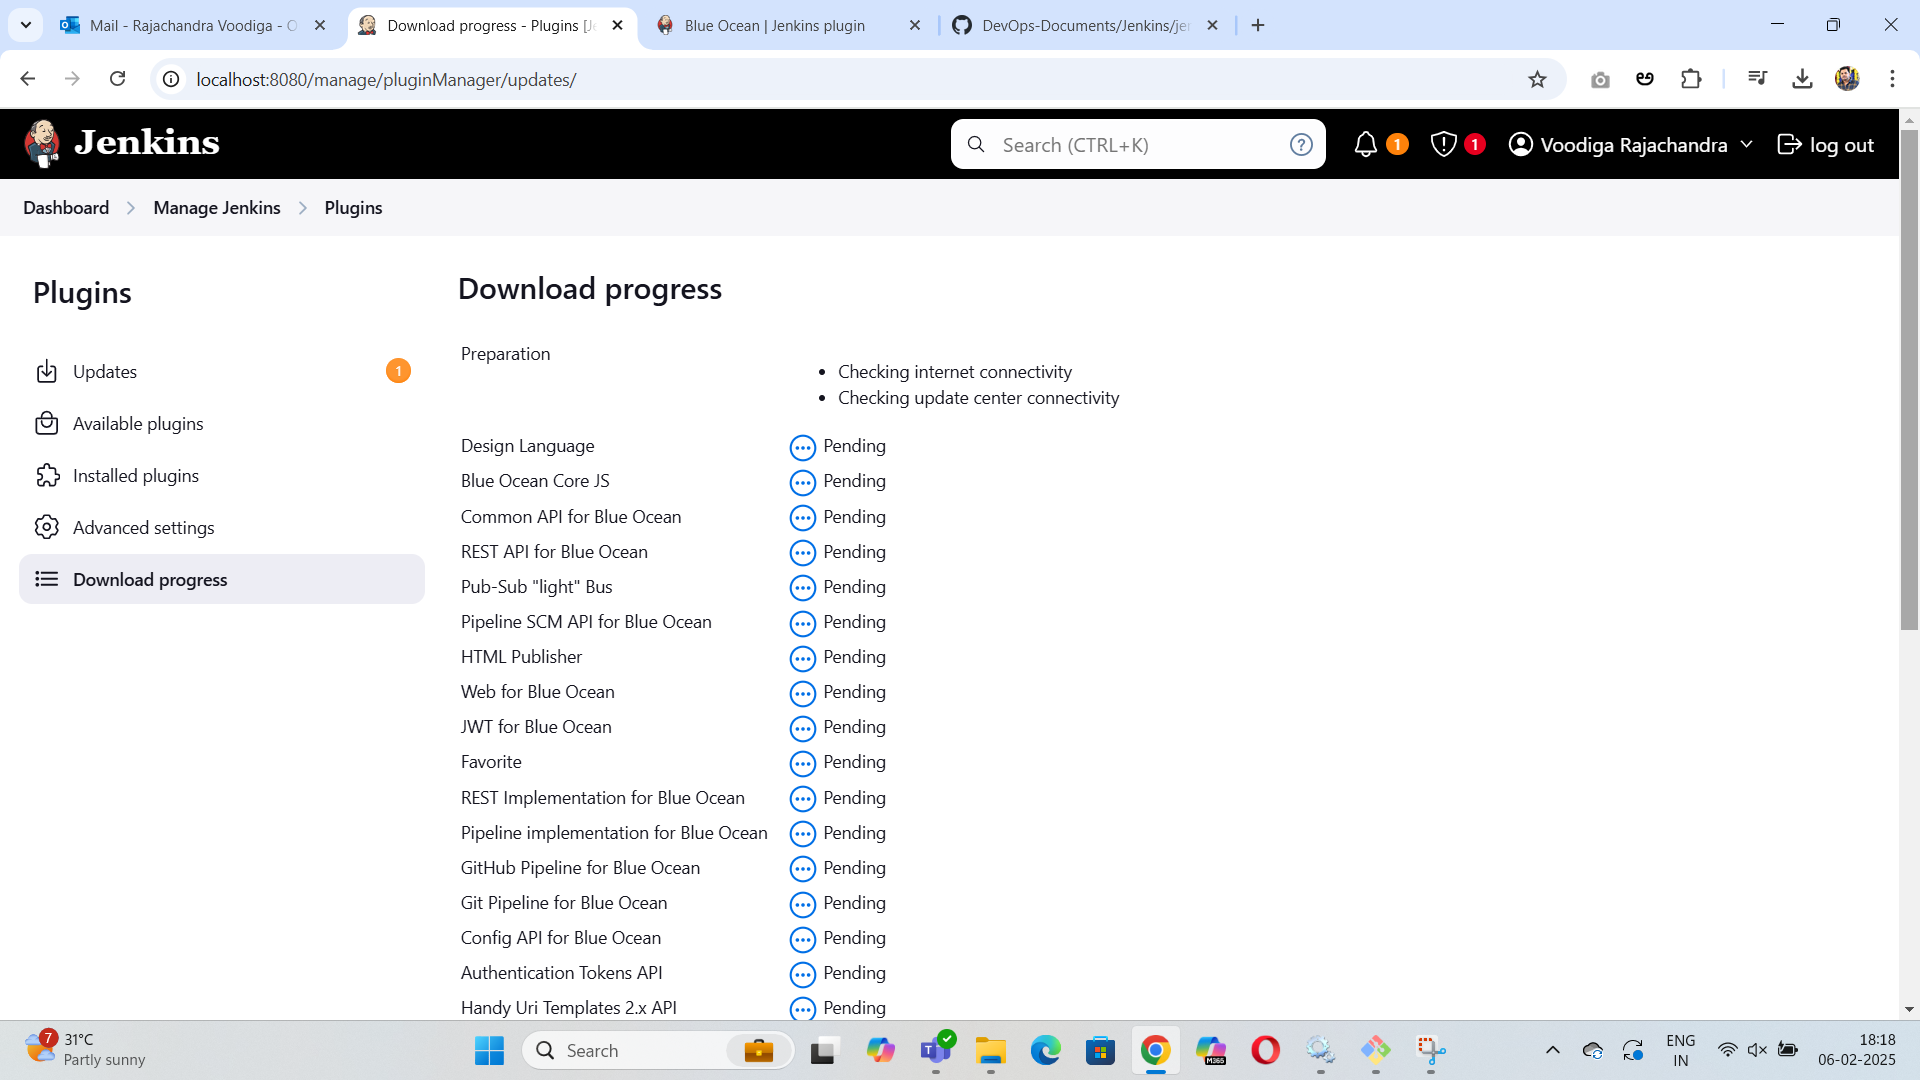 Mail - Rajachandra Voodiga - O
Download progress - Plugins [Je
Blue Ocean | Jenkins plugin
DevOps-Documents/Jenkins/jen
localhost:8080/manage/pluginManager/updates/
Jenkins
Search (CTRL+K)
?
1
1
Voodiga Rajachandra
log out
Dashboard
Manage Jenkins
Plugins
Plugins
Updates
1
Available plugins
Installed plugins
Advanced settings
Download progress
Download progress
Preparation
Checking internet connectivity
Checking update center connectivity
Design Language Pending
Blue Ocean Core JS Pending
Common API for Blue Ocean Pending
REST API for Blue Ocean Pending
Pub-Sub "light" Bus Pending
Pipeline SCM API for Blue Ocean Pending
HTML Publisher Pending
Web for Blue Ocean Pending
JWT for Blue Ocean Pending
Favorite Pending
REST Implementation for Blue Ocean Pending
Pipeline implementation for Blue Ocean Pending
GitHub Pipeline for Blue Ocean Pending
Git Pipeline for Blue Ocean Pending
Config API for Blue Ocean Pending
Authentication Tokens API Pending
Handy Uri Templates 2.x API Pending
7
31°C
Partly sunny
Search
M365
ENG
IN
18:18
06-02-2025